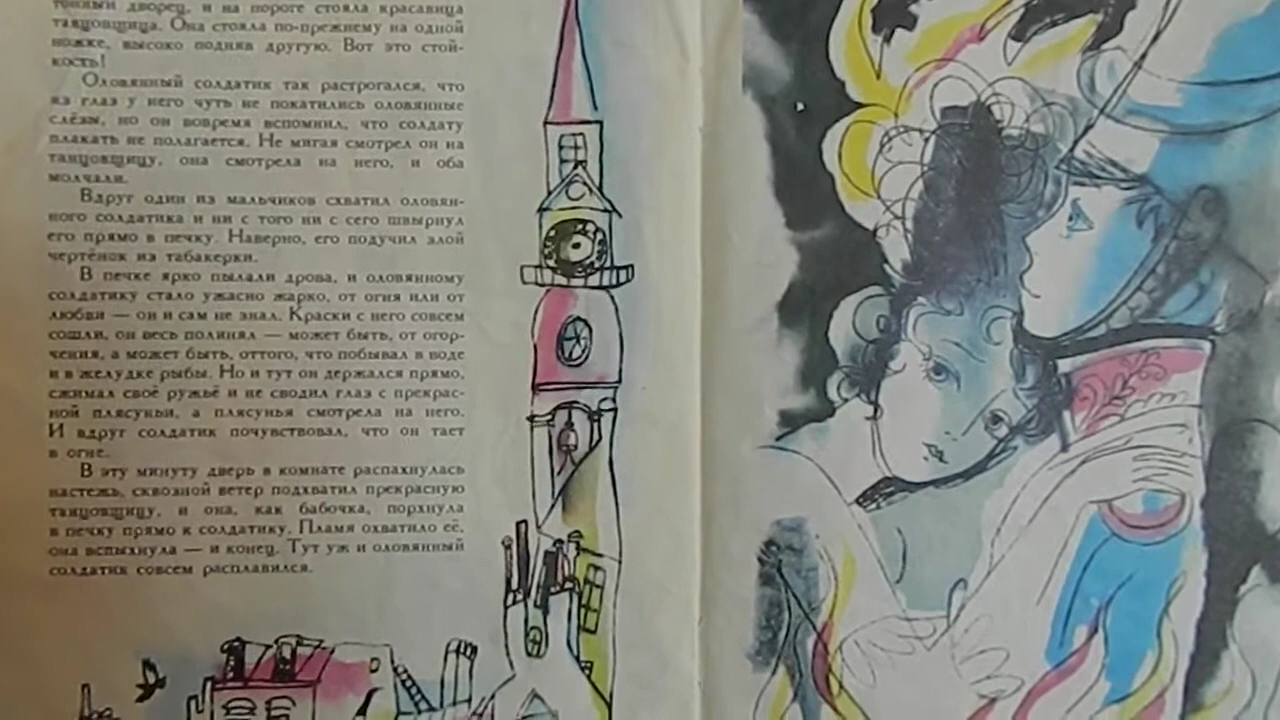 тонный дворец, и на пороге стояла красавица
танцовщица. Она стояла по-прежнему на одной
ножке, высоко подняв другую. Вот это стой-
кость!
Оловянный солдатик так растрогался, что
из глаз у него чуть не покатились оловянные
слёзы, но он вовремя вспомнил, что солдату
плакать не полагается. Не мигая смотрел он на
танцовщицу, она смотрела на него, и оба
молчали.
Вдруг один из мальчиков схватил оловян-
ного солдатика и ни с того ни с сего швырнул
его прямо в печку. Наверно, его подучил злой
чертёнок из табакерки.
В печке ярко пылали дрова, и оловянному
солдатику стало ужасно жарко, от огня или от
любви — он и сам не знал. Краски с него совсем
сошли, он весь полинял — может быть, от огор-
чения, а может быть, оттого, что побывал в воде
и в желудке рыбы. Но и тут он держался прямо,
сжимал своё ружьё и не сводил глаз с прекрас-
ной плясуньи, а плясунья смотрела на него.
И вдруг солдатик почувствовал, что он тает
в огне.
В эту минуту дверь в комнате распахнулась
настежь, сквозной ветер подхватил прекрасную
танцовщицу, и она, как бабочка, порхнула
в печку прямо к солдатику. Пламя охватило её,
она вспыхнула — и конец. Тут уж и оловянный
солдатик совсем расплавился.